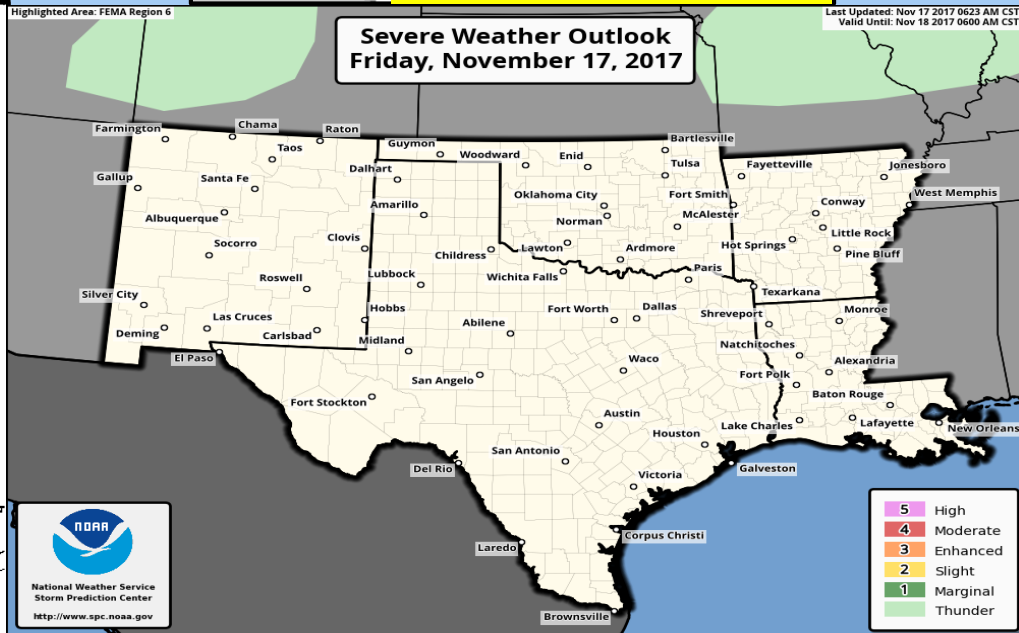 Highlighted Area: FEMA Region 6
Last Updated: Nov 17 2017 0623 AM CST
Valid Until: Nov 18 2017 0600 AM CST
Severe Weather Outlook
Friday, November 17, 2017
Farmington
Chama
Raton
Taos
Guymon
Woodward
Enid
Bartlesville
Tulsa
Fayetteville
Jonesboro
Gallup
Santa Fe
Dalhart
Oklahoma City
Fort Smith
West Memphis
Albuquerque
Amarillo
Norman
McAlester
Conway
Little Rock
Socorro
Clovis
Childress
Lawton
Ardmore
Hot Springs
Pine Bluff
Roswell
Lubbock
Wichita Falls
Paris
Texarkana
Silver City
Las Cruces
Hobbs
Fort Worth
Dallas
Shreveport
Monroe
Deming
Carlsbad
Midland
Abilene
Natchitoches
El Paso
San Angelo
Waco
Fort Polk
Alexandria
Fort Stockton
Austin
Baton Rouge
Houston
Lake Charles
Lafayette
New Orleans
Del Rio
San Antonio
Victoria
Galveston
Laredo
Corpus Christi
Brownsville
NOAA
National Weather Service
Storm Prediction Center
http://www.spc.noaa.gov
5 High
4 Moderate
3 Enhanced
2 Slight
1 Marginal
Thunder